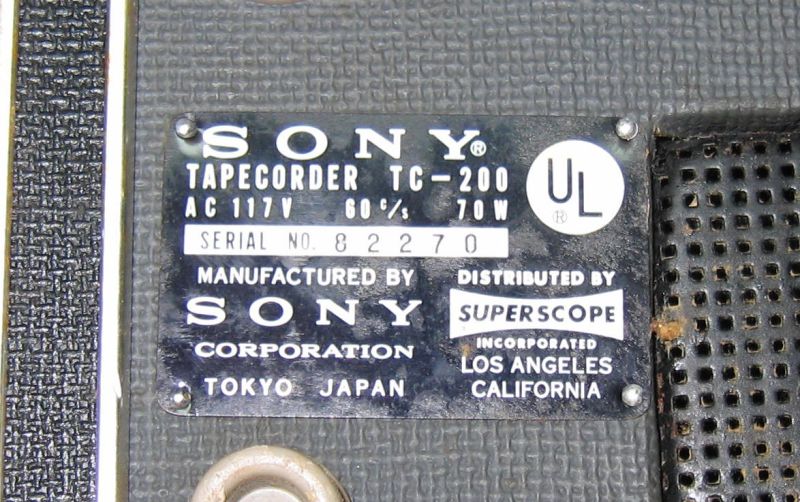 SONY®
TAPECORDER TC-200
AC 117V 60 c/s 70W
UL®
SERIAL NO. 82270
MANUFACTURED BY
SONY
CORPORATION
TOKYO JAPAN
DISTRIBUTED BY
SUPERSCOPE
INCORPORATED
LOS ANGELES
CALIFORNIA